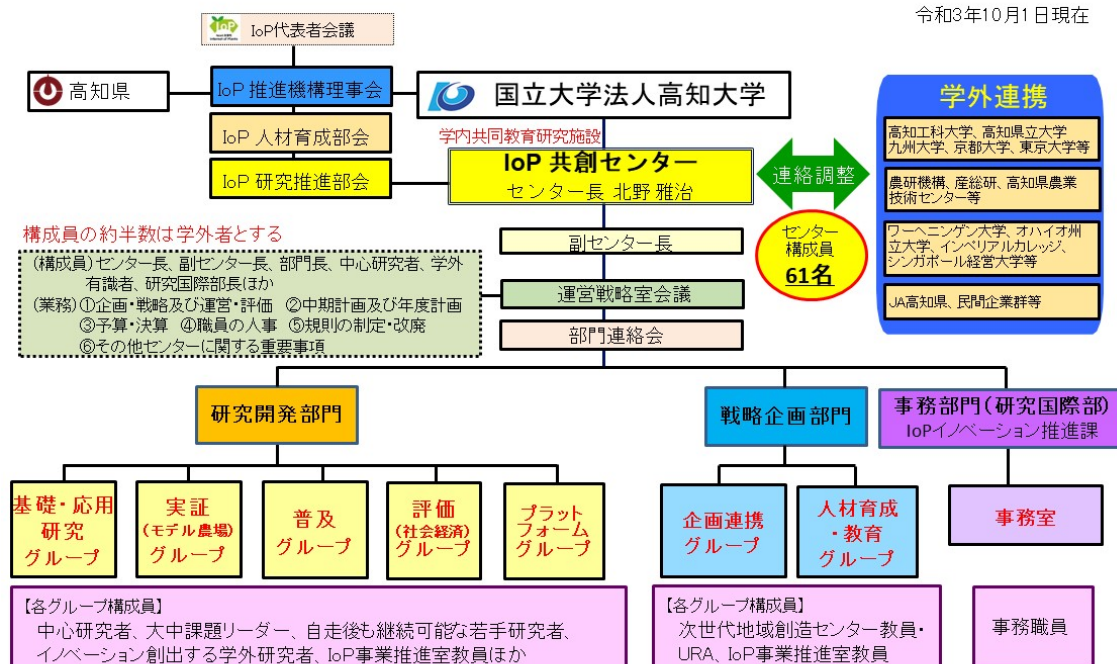 令和3年10月1日現在
IoP代表者会議
高知県
IoP 推進機構理事会
国立大学法人高知大学
IoP 人材育成部会
IoP 研究推進部会
学内共同教育研究施設
IoP 共創センター
センター長 北野 雅治
連絡調整
学外連携
高知工科大学、高知県立大学
九州大学、京都大学、東京大学等
農研機構、産総研、高知県農業
技術センター等
ワーヘニンゲン大学、オハイオ州
立大学、インペリアルカレッジ、
シンガポール経営大学等
JA高知県、民間企業群等
センター
構成員
61名
副センター長
運営戦略室会議
部門連絡会
構成員の約半数は学外者とする
(構成員)センター長、副センター長、部門長、中心研究者、学外
有識者、研究国際部長ほか
(業務)①企画・戦略及び運営・評価 ②中期計画及び年度計画
③予算・決算 ④職員の人事 ⑤規則の制定・改廃
⑥その他センターに関する重要事項
研究開発部門
戦略企画部門
事務部門(研究国際部)
IoPイノベーション推進課
基礎・応用
研究
グループ
実証
(モデル農場)
グループ
普及
グループ
評価
(社会経済)
グループ
プラット
フォーム
グループ
企画連携
グループ
人材育成
・教育
グループ
事務室
【各グループ構成員】
中心研究者、大中課題リーダー、自走後も継続可能な若手研究者、
イノベーション創出する学外研究者、IoP事業推進室教員ほか
【各グループ構成員】
次世代地域創造センター教員・
URA、IoP事業推進室教員
事務職員